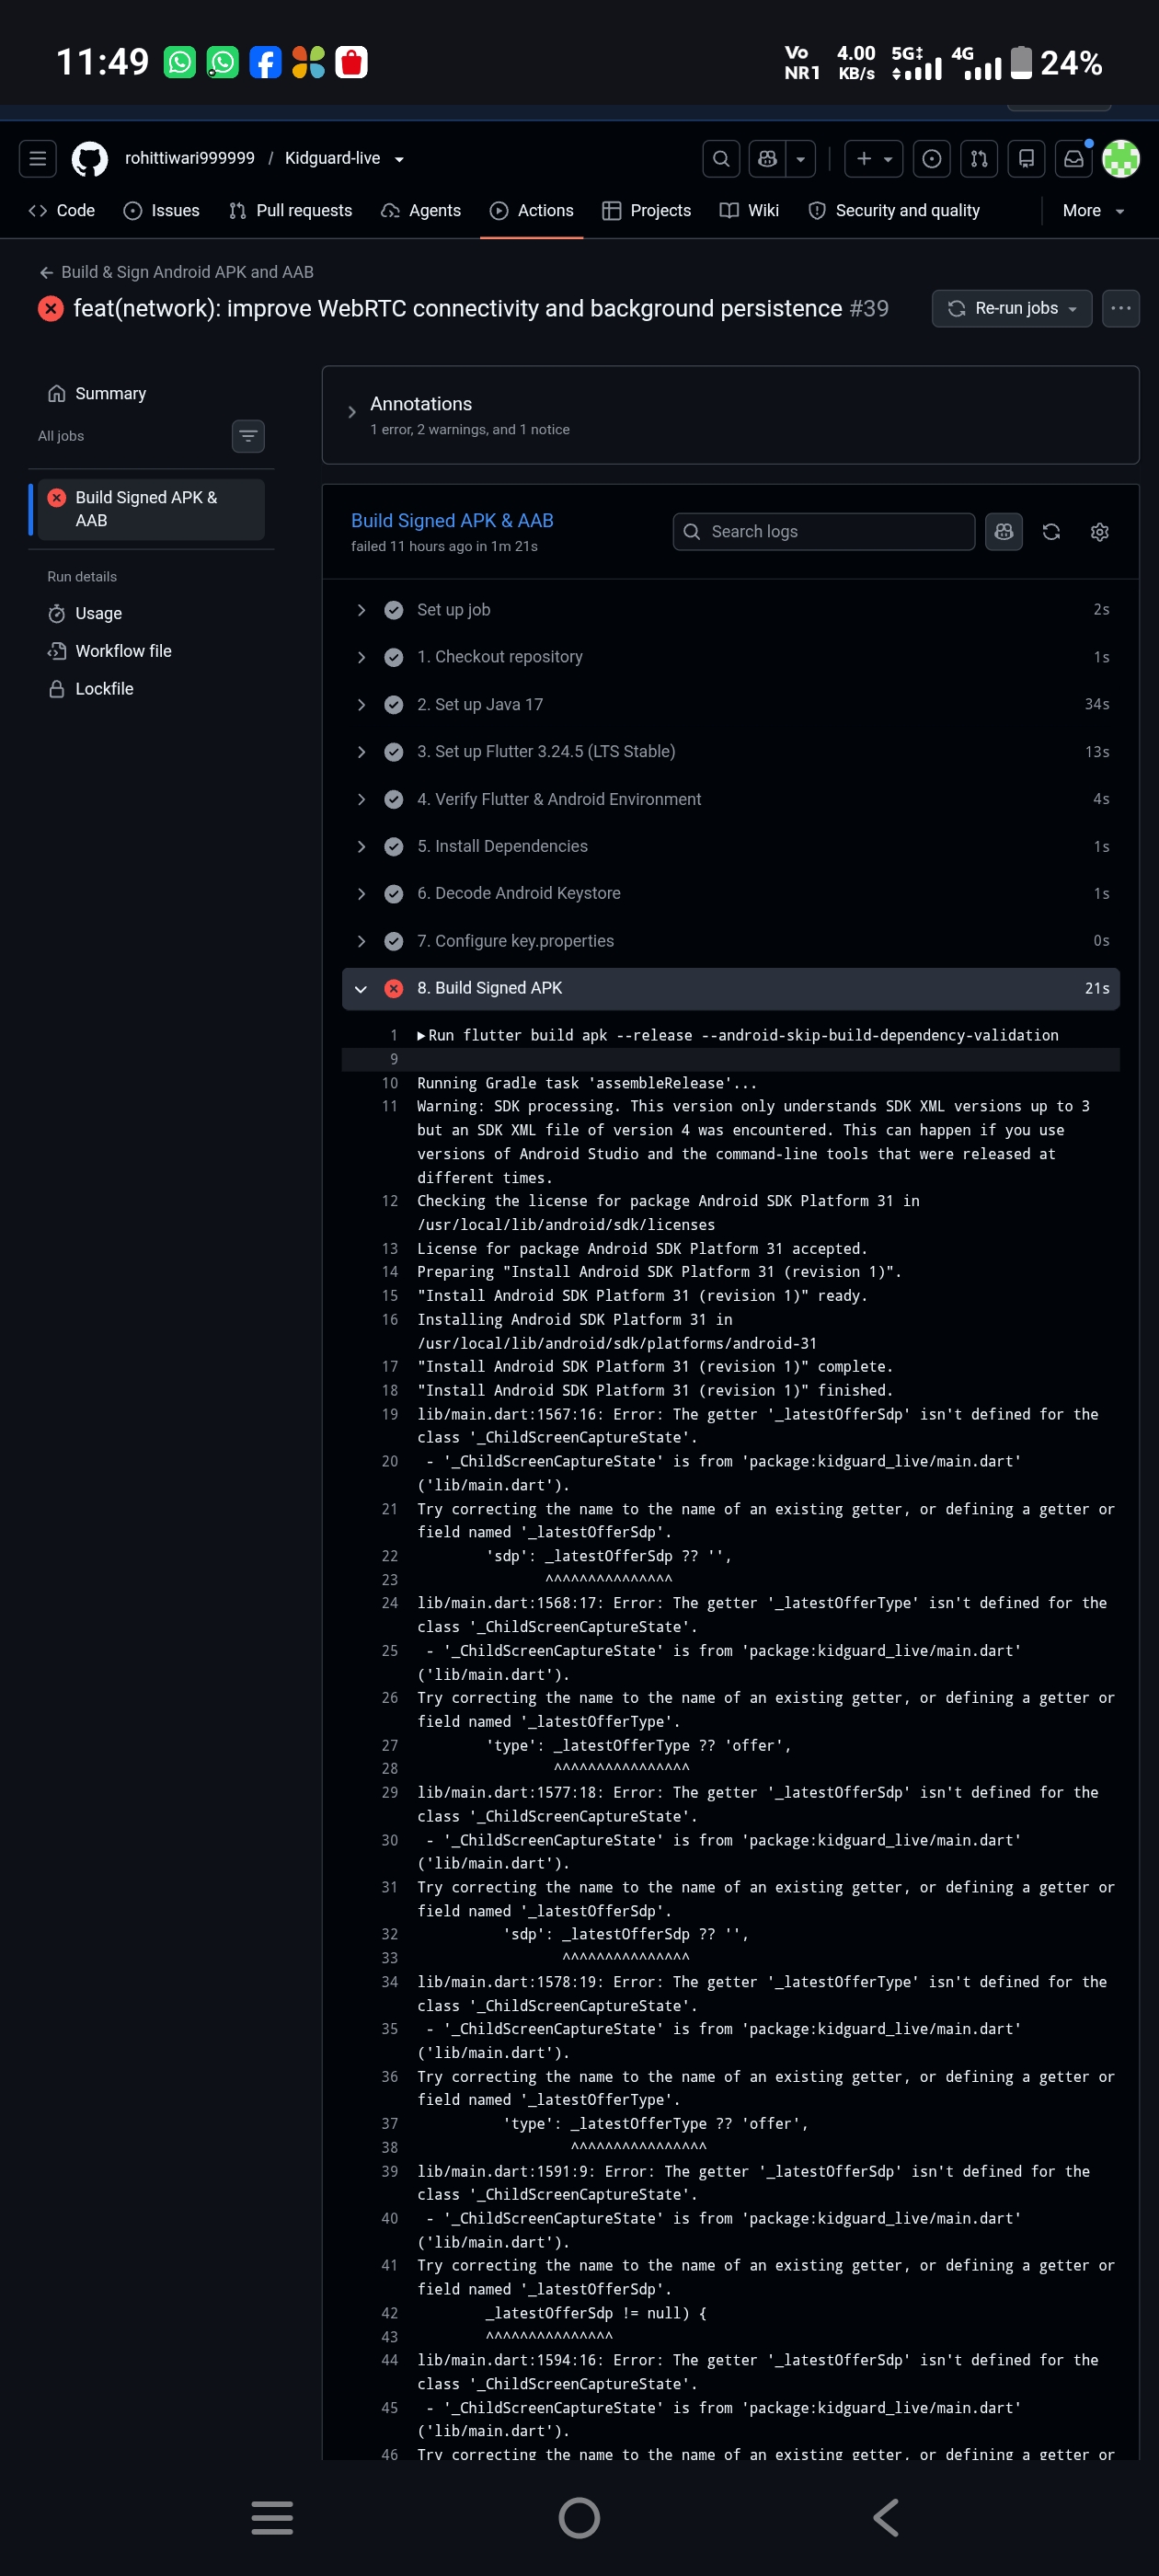 11:49
Vo NR1 4.00 KB/s 5G 4G 24%
rohittiwari999999 / Kidguard-live
Code Issues Pull requests Agents Actions Projects Wiki Security and quality More
Build & Sign Android APK and AAB
feat(network): improve WebRTC connectivity and background persistence #39
Re-run jobs
Summary
All jobs
Build Signed APK &
AAB
Run details
Usage
Workflow file
Lockfile
Annotations
1 error, 2 warnings, and 1 notice
Build Signed APK & AAB
failed 11 hours ago in 1m 21s
Search logs
Set up job 2s
1. Checkout repository 1s
2. Set up Java 17 34s
3. Set up Flutter 3.24.5 (LTS Stable) 13s
4. Verify Flutter & Android Environment 4s
5. Install Dependencies 1s
6. Decode Android Keystore 1s
7. Configure key.properties 0s
8. Build Signed APK 21s
1 ▶Run flutter build apk --release --android-skip-build-dependency-validation
9
10 Running Gradle task 'assembleRelease'...
11 Warning: SDK processing. This version only understands SDK XML versions up to 3
but an SDK XML file of version 4 was encountered. This can happen if you use
versions of Android Studio and the command-line tools that were released at
different times.
12 Checking the license for package Android SDK Platform 31 in
/usr/local/lib/android/sdk/licenses
13 License for package Android SDK Platform 31 accepted.
14 Preparing "Install Android SDK Platform 31 (revision 1)".
15 "Install Android SDK Platform 31 (revision 1)" ready.
16 Installing Android SDK Platform 31 in
/usr/local/lib/android/sdk/platforms/android-31
17 "Install Android SDK Platform 31 (revision 1)" complete.
18 "Install Android SDK Platform 31 (revision 1)" finished.
19 lib/main.dart:1567:16: Error: The getter '_latestOfferSdp' isn't defined for the
class '_ChildScreenCaptureState'.
20 - '_ChildScreenCaptureState' is from 'package:kidguard_live/main.dart'
('lib/main.dart').
21 Try correcting the name to the name of an existing getter, or defining a getter or
field named '_latestOfferSdp'.
22 'sdp': _latestOfferSdp ?? '',
23 ^^^^^^^^^^^^^^^
24 lib/main.dart:1568:17: Error: The getter '_latestOfferType' isn't defined for the
class '_ChildScreenCaptureState'.
25 - '_ChildScreenCaptureState' is from 'package:kidguard_live/main.dart'
('lib/main.dart').
26 Try correcting the name to the name of an existing getter, or defining a getter or
field named '_latestOfferType'.
27 'type': _latestOfferType ?? 'offer',
28 ^^^^^^^^^^^^^^^^
29 lib/main.dart:1577:18: Error: The getter '_latestOfferSdp' isn't defined for the
class '_ChildScreenCaptureState'.
30 - '_ChildScreenCaptureState' is from 'package:kidguard_live/main.dart'
('lib/main.dart').
31 Try correcting the name to the name of an existing getter, or defining a getter or
field named '_latestOfferSdp'.
32 'sdp': _latestOfferSdp ?? '',
33 ^^^^^^^^^^^^^^^
34 lib/main.dart:1578:19: Error: The getter '_latestOfferType' isn't defined for the
class '_ChildScreenCaptureState'.
35 - '_ChildScreenCaptureState' is from 'package:kidguard_live/main.dart'
('lib/main.dart').
36 Try correcting the name to the name of an existing getter, or defining a getter or
field named '_latestOfferType'.
37 'type': _latestOfferType ?? 'offer',
38 ^^^^^^^^^^^^^^^^
39 lib/main.dart:1591:9: Error: The getter '_latestOfferSdp' isn't defined for the
class '_ChildScreenCaptureState'.
40 - '_ChildScreenCaptureState' is from 'package:kidguard_live/main.dart'
('lib/main.dart').
41 Try correcting the name to the name of an existing getter, or defining a getter or
field named '_latestOfferSdp'.
42 _latestOfferSdp != null) {
43 ^^^^^^^^^^^^^^^
44 lib/main.dart:1594:16: Error: The getter '_latestOfferSdp' isn't defined for the
class '_ChildScreenCaptureState'.
45 - '_ChildScreenCaptureState' is from 'package:kidguard_live/main.dart'
('lib/main.dart').
46 Try correcting the name to the name of an existing getter, or defining a getter or